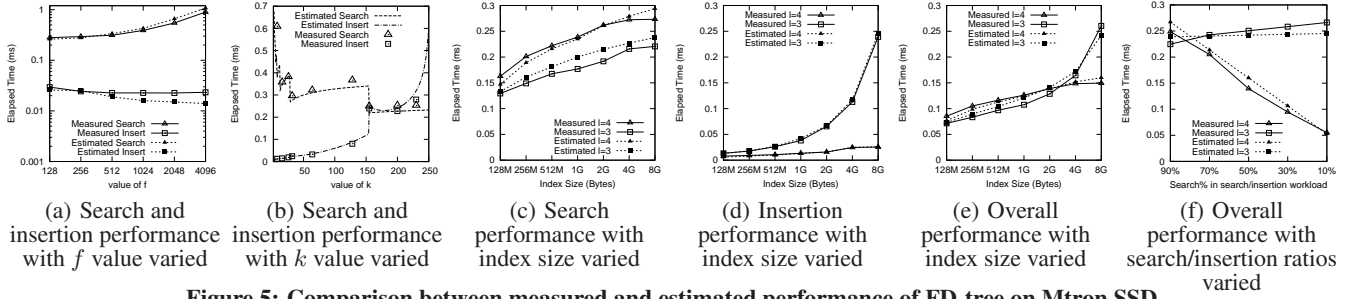 Elapsed Time (ms)
1
0.1
0.01
0.001
Measured Search
Measured Insert
Estimated Search
Estimated Insert
128 256 512 1024 2048 4096
value of f
(a) Search and
insertion performance
with f value varied
Elapsed Time (ms)
0.7
0.6
0.5
0.4
0.3
0.2
0.1
0
Estimated Search
Estimated Insert
Measured Search
Measured Insert
50 100 150 200 250
value of k
(b) Search and
insertion performance
with k value varied
Elapsed Time (ms)
0.3
0.25
0.2
0.15
0.1
0.05
0
Measured l=4
Measured l=3
Estimated l=4
Estimated l=3
128M 256M 512M 1G 2G 4G 8G
Index Size (Bytes)
(c) Search
performance with
index size varied
Elapsed Time (ms)
0.3
0.25
0.2
0.15
0.1
0.05
0
Measured l=4
Measured l=3
Estimated l=4
Estimated l=3
128M 256M 512M 1G 2G 4G 8G
Index Size (Bytes)
(d) Insertion
performance with
index size varied
Elapsed Time (ms)
0.3
0.25
0.2
0.15
0.1
0.05
0
Measured l=4
Measured l=3
Estimated l=4
Estimated l=3
128M 256M 512M 1G 2G 4G 8G
Index Size (Bytes)
(e) Overall
performance with
index size varied
Elapsed Time (ms)
0.3
0.25
0.2
0.15
0.1
0.05
0
Measured l=4
Measured l=3
Estimated l=4
Estimated l=3
90% 70% 50% 30% 10%
Search% in search/insertion workload
(f) Overall
performance with
search/insertion ratios
varied
Figure 5: Comparison between measured and estimated performance of FD-tree on Mtron SSD